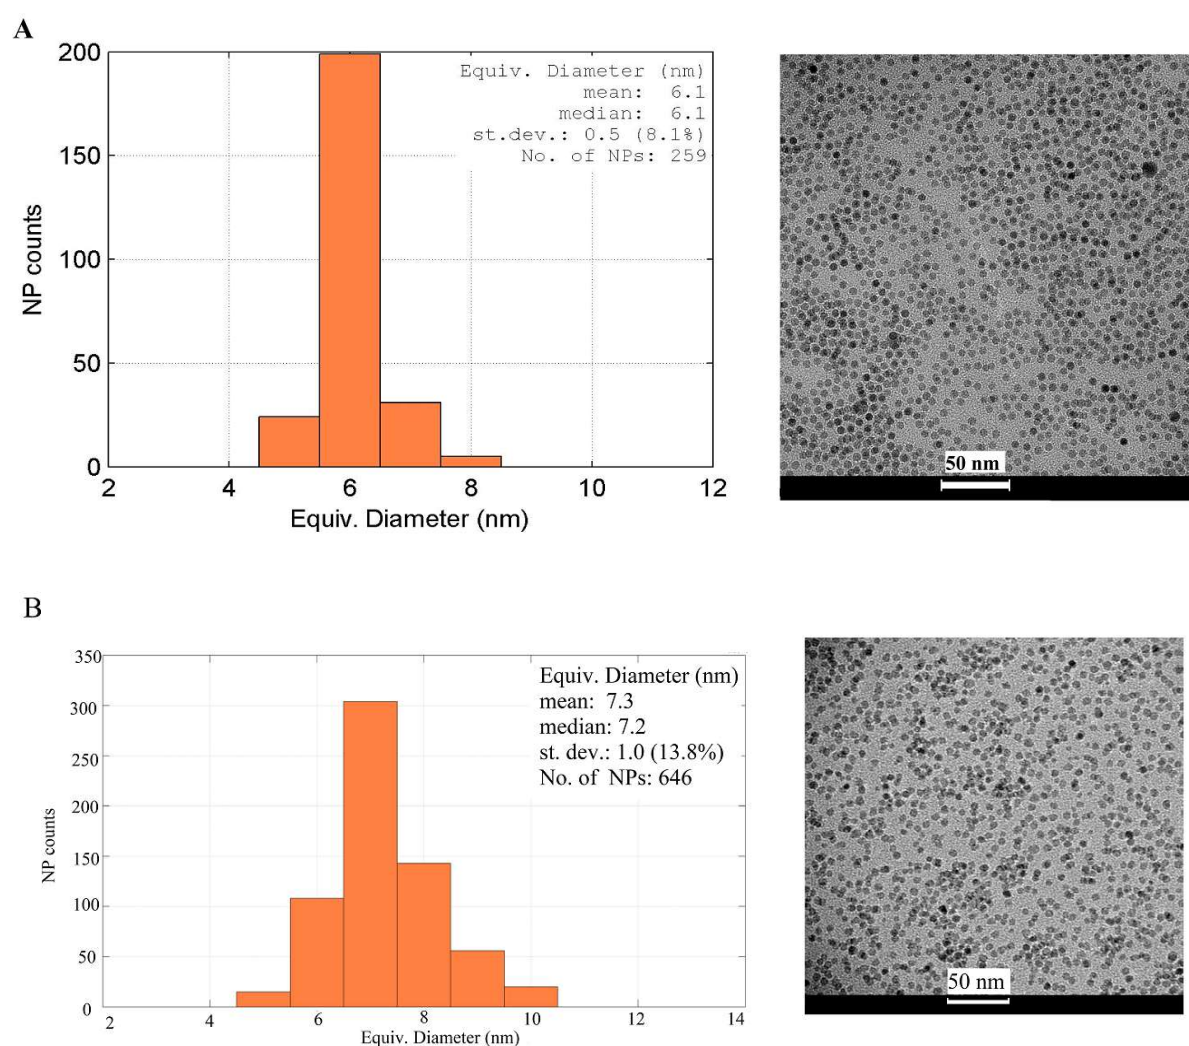 A
200
150
100
50
0
NP counts
Equiv. Diameter (nm)
mean: 6.1
median: 6.1
st.dev.: 0.5 (8.1%)
No. of NPs: 259
2 4 6 8 10 12
Equiv. Diameter (nm)
50 nm
B
350
300
250
300
150
100
50
0
NP counts
Equiv. Diameter (nm)
mean: 7.3
median: 7.2
st. dev.: 1.0 (13.8%)
No. of NPs: 646
2 4 6 8 10 12 14
Equiv. Diameter (nm)
50 nm